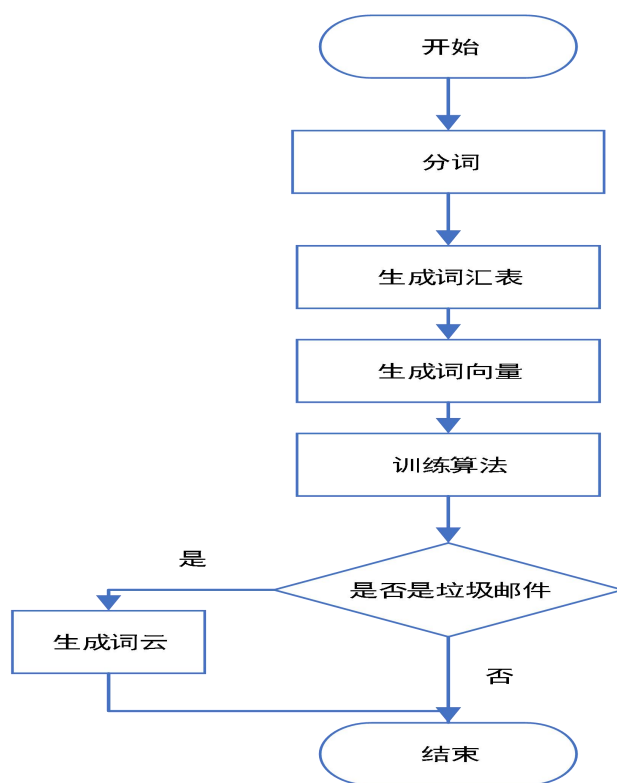 开始
分词
生成词汇表
生成词向量
训练算法
是
是否是垃圾邮件
生成词云
否
结束